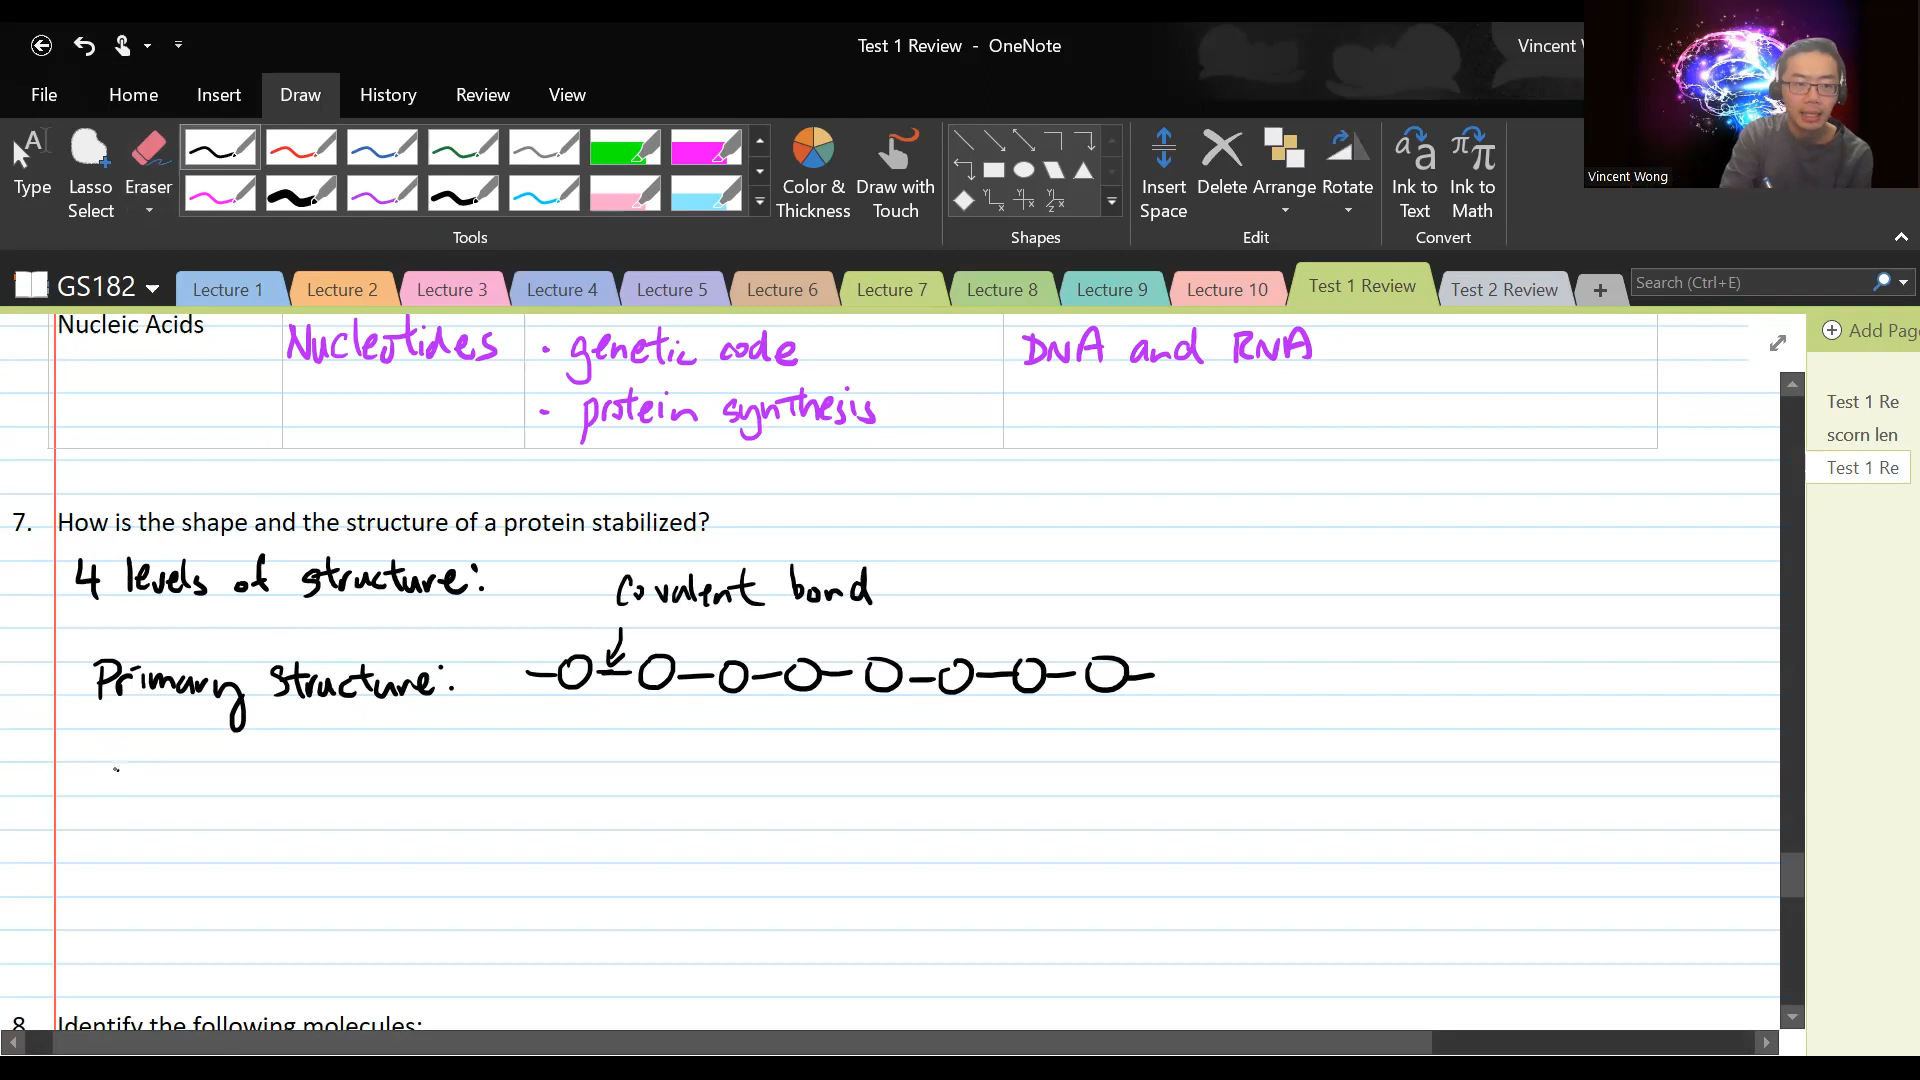 Test 1 Review - OneNote
Vincent W
File Home Insert Draw History Review View
Type
Lasso Select
Eraser
Color & Thickness
Draw with Touch
Insert Space
Delete
Arrange
Rotate
Ink to Text
Ink to Math
Tools
Shapes
Edit
Convert
Vincent Wong
GS182
Lecture 1
Lecture 2
Lecture 3
Lecture 4
Lecture 5
Lecture 6
Lecture 7
Lecture 8
Lecture 9
Lecture 10
Test 1 Review
Test 2 Review
Search (Ctrl+E)
Add Page
Test 1 Re
scorn len
Test 1 Re
Nucleic Acids
Nucleotides
• genetic code
• protein synthesis
DNA and RNA
7. How is the shape and the structure of a protein stabilized?
4 levels of structure:
Covalent bond
Primary structure:
8. Identify the following molecules: